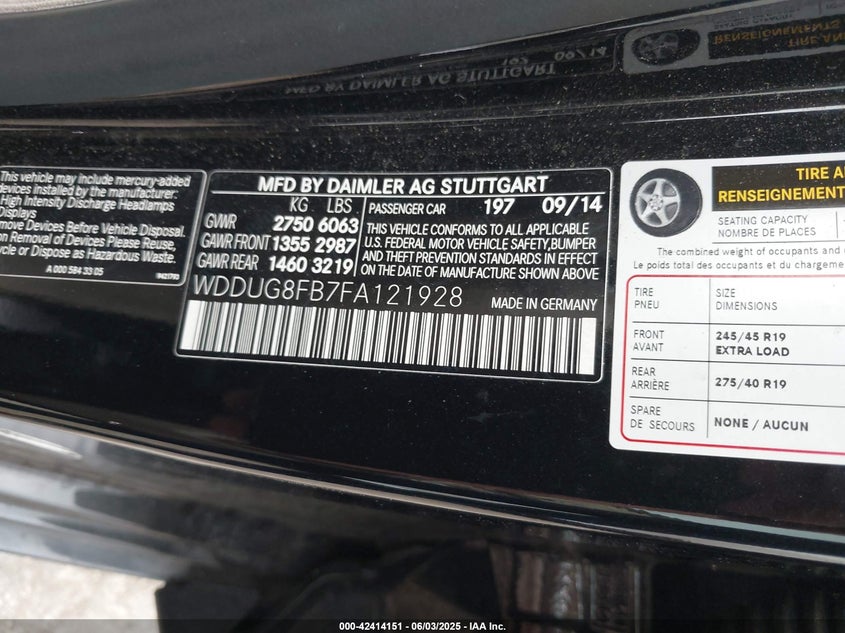 This vehicle may include mercury-added
devices installed by the manufacturer:
High Intensity Discharge Headlamps
Displays
Remove Devices Before Vehicle Disposal.
Upon Removal of Devices Please Reuse,
Recycle or Dispose as Hazardous Waste.
A 000 584 33 05
MFD BY DAIMLER AG STUTTGART
KG LBS
GVWR 2750 6063
GAWR FRONT 1355 2987
GAWR REAR 1460 3219
PASSENGER CAR 197 09/14
THIS VEHICLE CONFORMS TO ALL APPLICABLE
U.S. FEDERAL MOTOR VEHICLE SAFETY, BUMPER
AND THEFT PREVENTION STANDARDS IN EFFECT
ON THE DATE OF MANUFACTURE SHOWN ABOVE
WDDUG8FB7FA121928
MADE IN GERMANY
TIRE A
RENSEIGNEMENT
SEATING CAPACITY
NOMBRE DE PLACES
The combined weight of occupants and
Le poids total des occupants et du chargeme
TIRE SIZE
PNEU DIMENSIONS
FRONT 245/45 R19
AVANT EXTRA LOAD
REAR 275/40 R19
ARRIÈRE
SPARE NONE / AUCUN
DE SECOURS
000-42414151 | 06/03/2025 - IAA Inc.